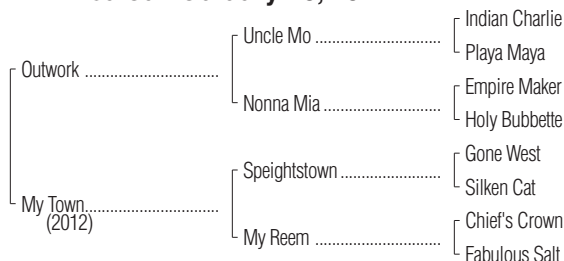 Indian Charlie
Uncle Mo
Playa Maya
Outwork
Empire Maker
Nonna Mia
Holy Bubbette
Gone West
Speightstown
Silken Cat
My Town
(2012)
Chief's Crown
My Reem
Fabulous Salt